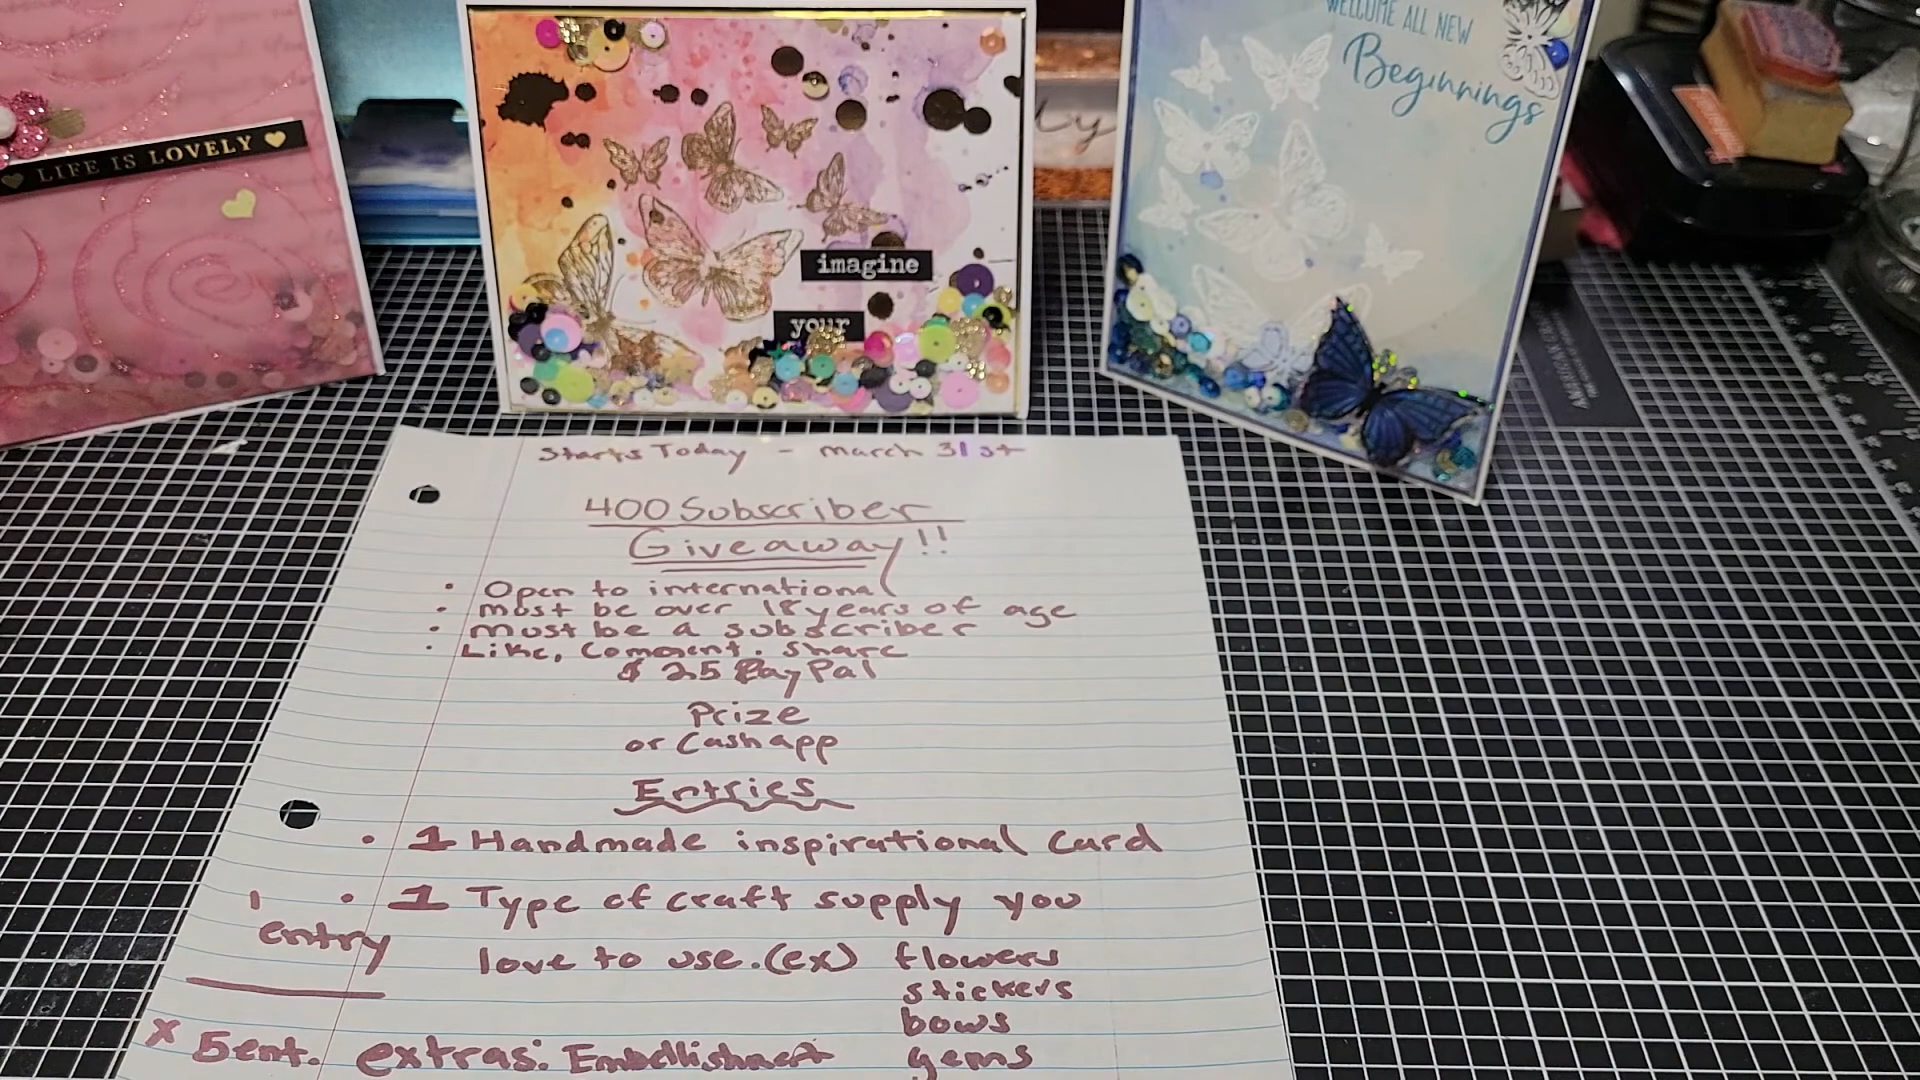 WELCOME ALL NEW
Beginnings
LIFE IS LOVELY
imagine
your
Starts Today - march 31st
400 Subscriber
Giveaway!!
• Open to international
• must be over 18 years of age
• must be a subscriber
• Like, Comment, Share
$ 25 PayPal
Prize
or Cash app
Entries
• 1 Handmade inspirational Card
• 1 Type of craft supply you
love to use. (ex) flowers
stickers
bows
gems
1
entry
x 5 ent. extras: Embellishment